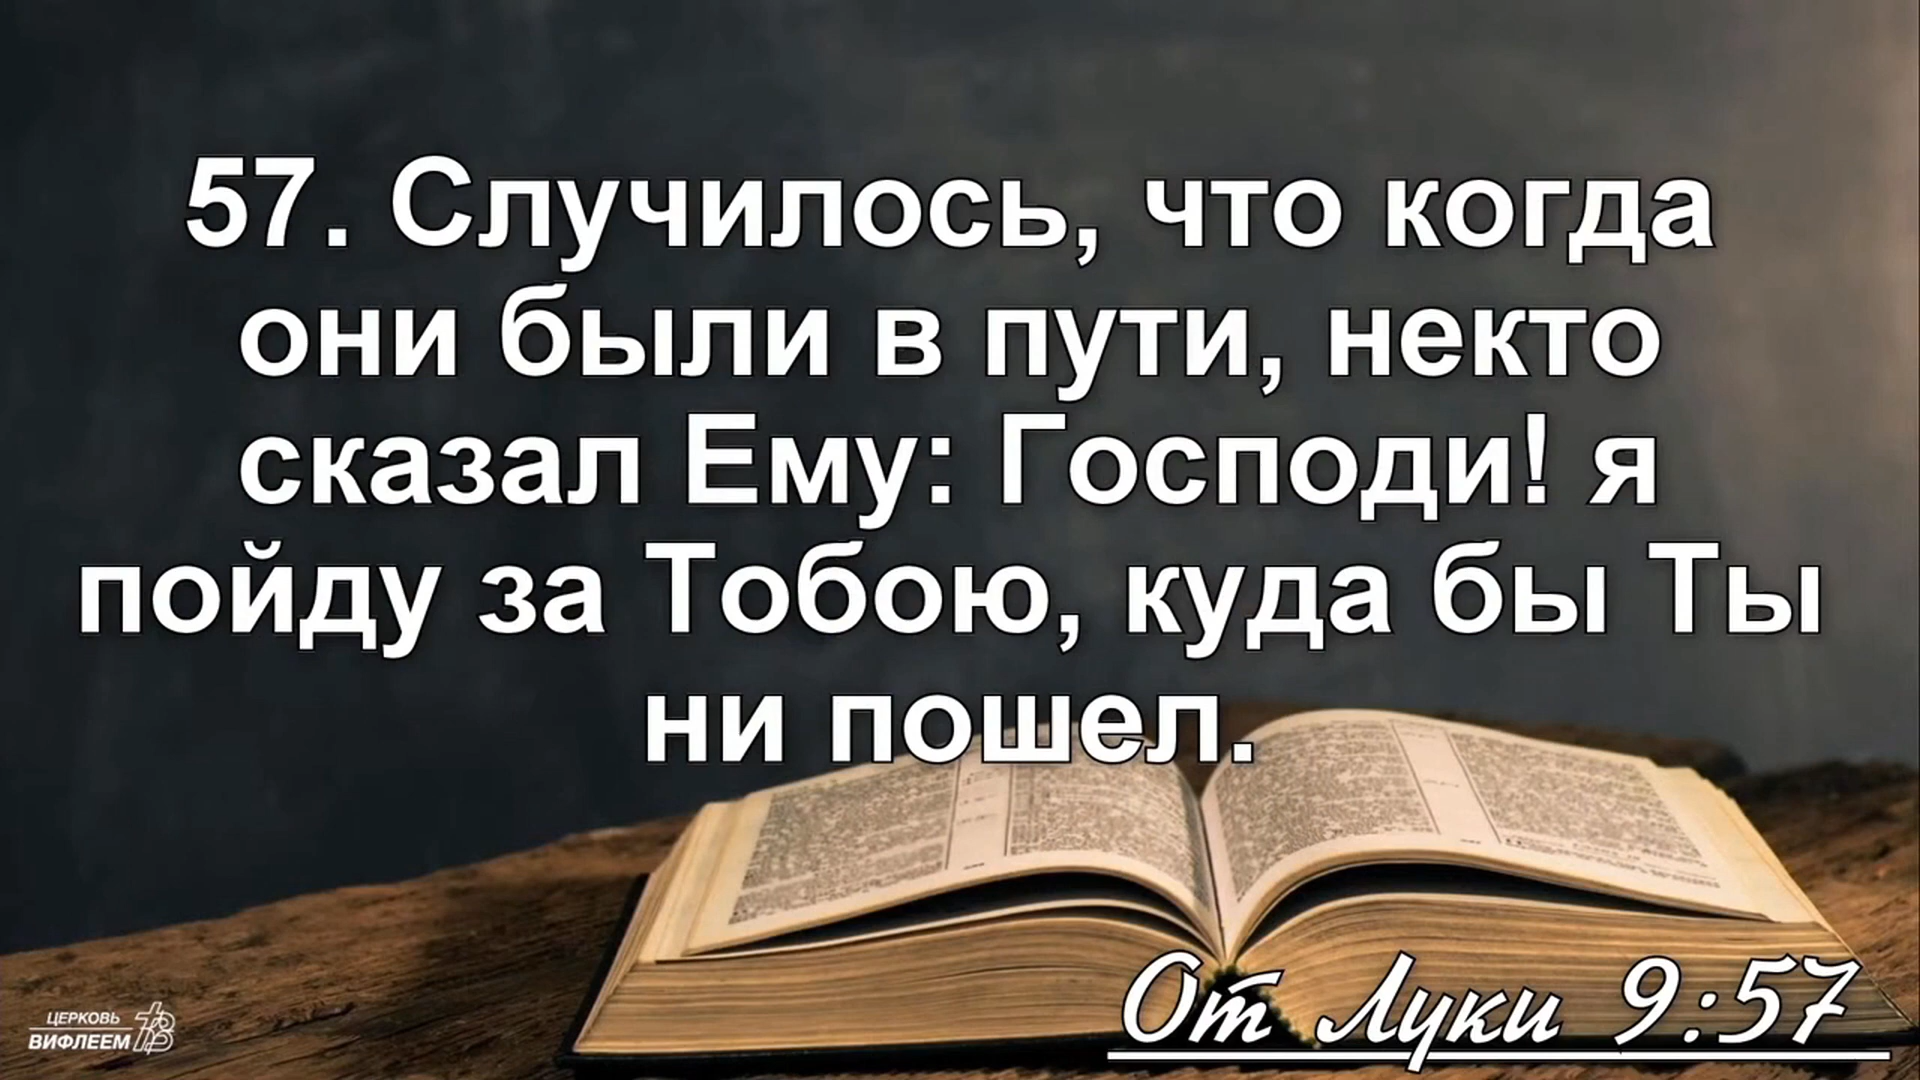 57. Случилось, что когда
они были в пути, некто
сказал Ему: Господи! я
пойду за Тобою, куда бы Ты
ни пошел.
От Луки 9:57
ЦЕРКОВЬ
ВИФЛЕЕМ